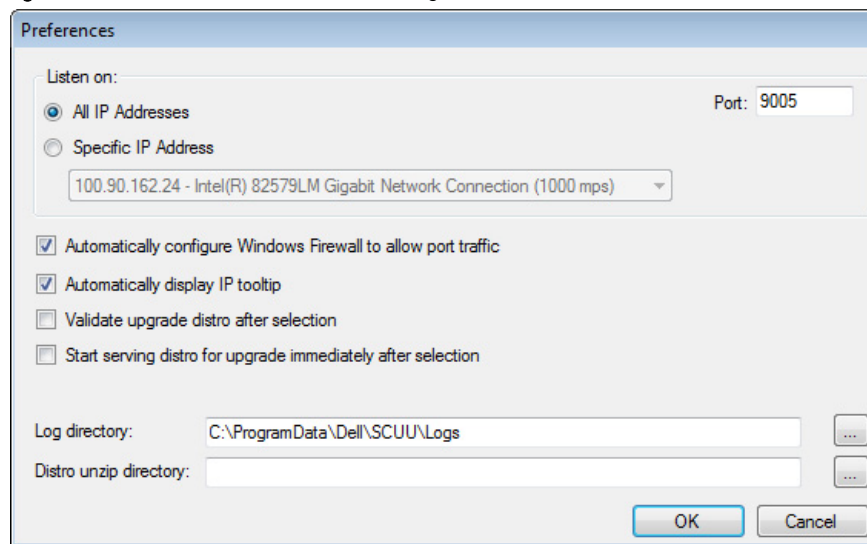 Preferences
Listen on:
All IP Addresses
Port: 9005
Specific IP Address
100.90.162.24 - Intel(R) 82579LM Gigabit Network Connection (1000 mps)
Automatically configure Windows Firewall to allow port traffic
Automatically display IP tooltip
Validate upgrade distro after selection
Start serving distro for upgrade immediately after selection
Log directory: C:\ProgramData\Dell\SCUU\Logs ...
Distro unzip directory: ...
OK Cancel